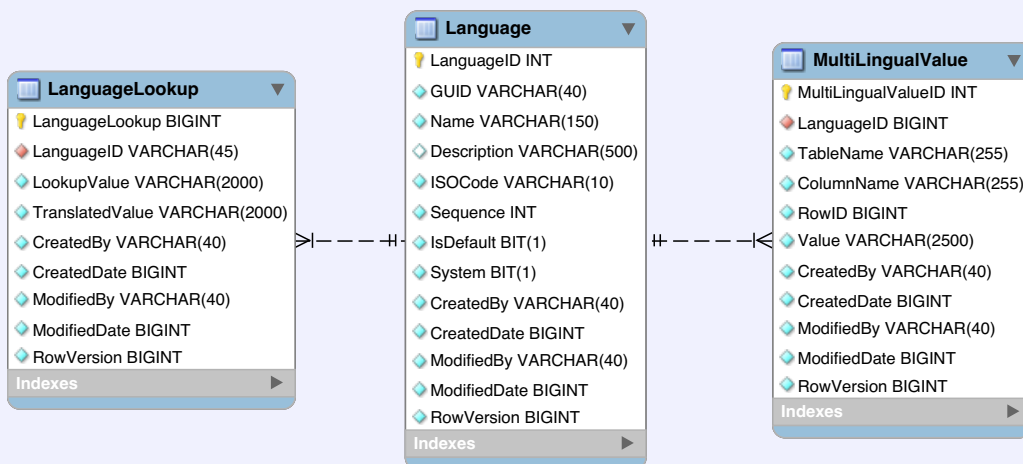 LanguageLookup
LanguageLookup BIGINT
LanguageID VARCHAR(45)
LookupValue VARCHAR(2000)
TranslatedValue VARCHAR(2000)
CreatedBy VARCHAR(40)
CreatedDate BIGINT
ModifiedBy VARCHAR(40)
ModifiedDate BIGINT
RowVersion BIGINT
Indexes
Language
LanguageID INT
GUID VARCHAR(40)
Name VARCHAR(150)
Description VARCHAR(500)
ISOCode VARCHAR(10)
Sequence INT
IsDefault BIT(1)
System BIT(1)
CreatedBy VARCHAR(40)
CreatedDate BIGINT
ModifiedBy VARCHAR(40)
ModifiedDate BIGINT
RowVersion BIGINT
Indexes
MultiLingualValue
MultiLingualValueID INT
LanguageID BIGINT
TableName VARCHAR(255)
ColumnName VARCHAR(255)
RowID BIGINT
Value VARCHAR(2500)
CreatedBy VARCHAR(40)
CreatedDate BIGINT
ModifiedBy VARCHAR(40)
ModifiedDate BIGINT
RowVersion BIGINT
Indexes